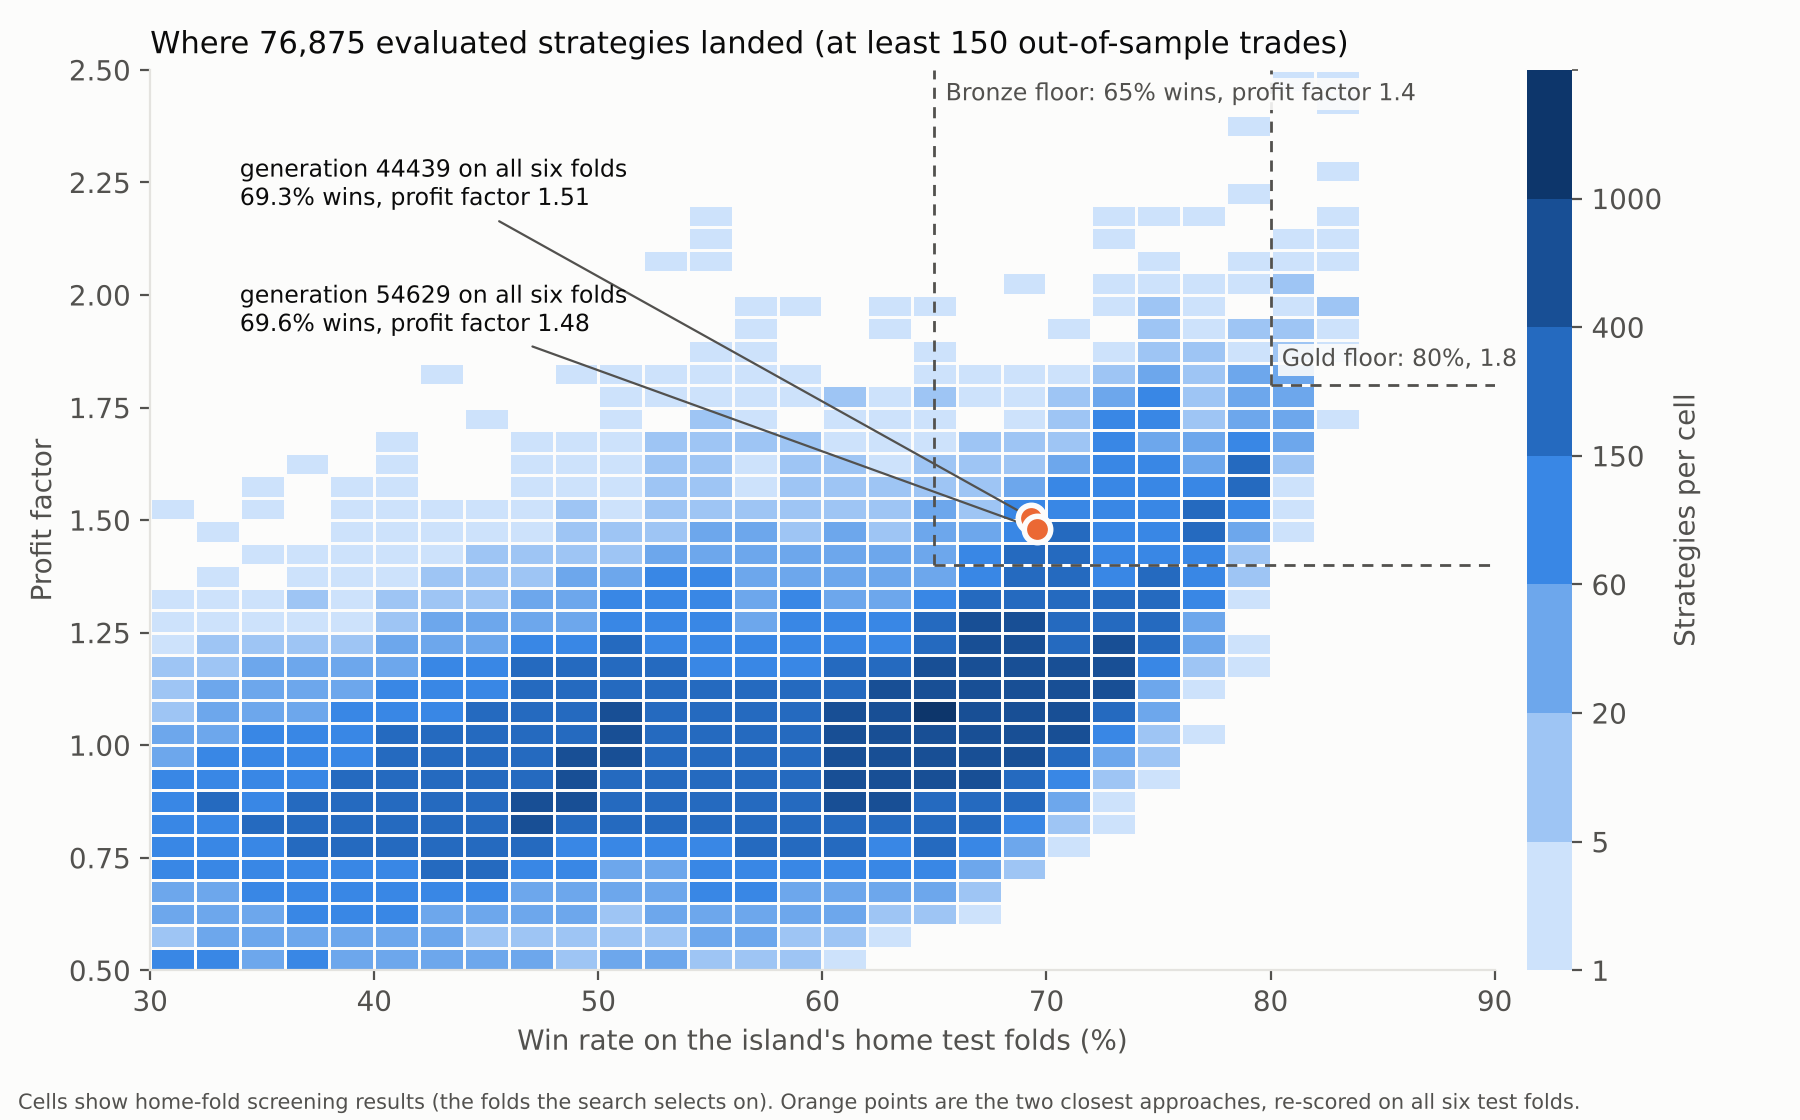 Where 76,875 evaluated strategies landed (at least 150 out-of-sample trades)
2.50
2.25
2.00
1.75
1.50
1.25
1.00
0.75
0.50
Profit factor
Bronze floor: 65% wins, profit factor 1.4
generation 44439 on all six folds
69.3% wins, profit factor 1.51
generation 54629 on all six folds
69.6% wins, profit factor 1.48
Gold floor: 80%, 1.8
1000
400
150
60
20
5
1
Strategies per cell
30 40 50 60 70 80 90
Win rate on the island's home test folds (%)
Cells show home-fold screening results (the folds the search selects on). Orange points are the two closest approaches, re-scored on all six test folds.